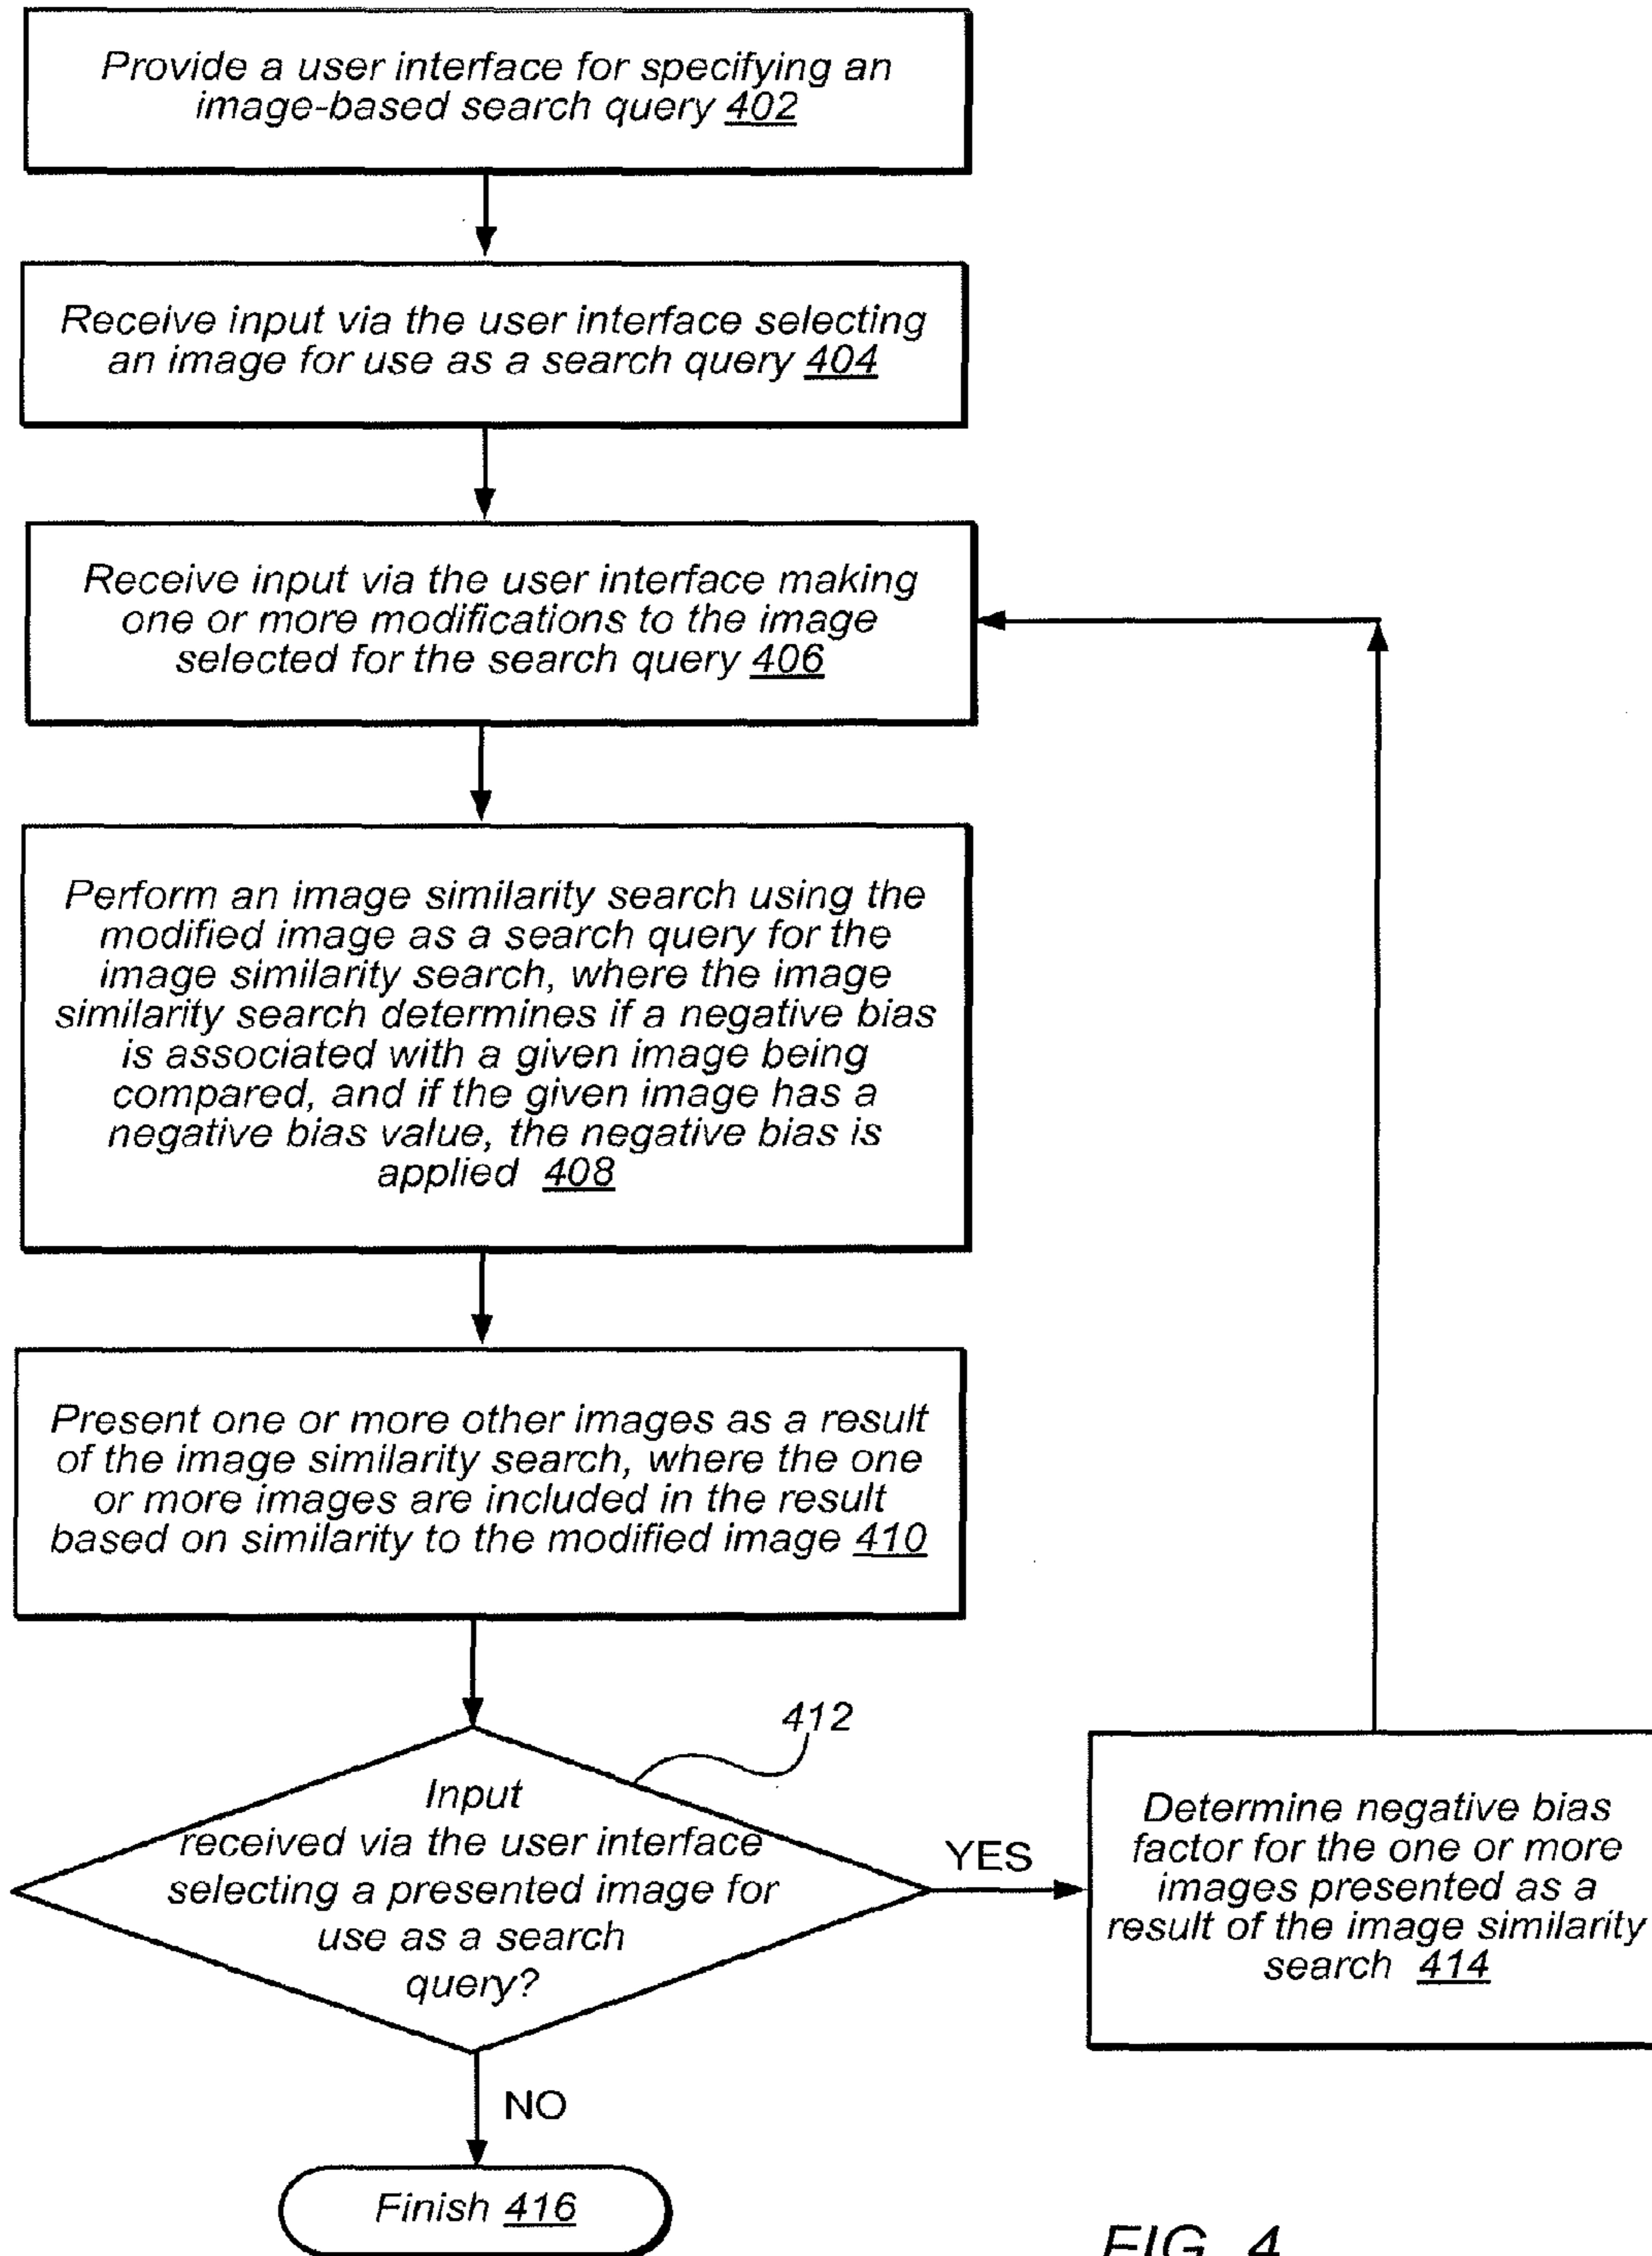 Provide a user interface for specifying an
image-based search query 402
Receive input via the user interface selecting
an image for use as a search query 404
Receive input via the user interface making
one or more modifications to the image
selected for the search query 406
Perform an image similarity search using the
modified image as a search query for the
image similarity search, where the image
similarity search determines if a negative bias
is associated with a given image being
compared, and if the given image has a
negative bias value, the negative bias is
applied 408
Present one or more other images as a result
of the image similarity search, where the one
or more images are included in the result
based on similarity to the modified image 410
412
Input
received via the user interface
selecting a presented image for
use as a search
query?
YES
Determine negative bias
factor for the one or more
images presented as a
result of the image similarity
search 414
NO
Finish 416
FIG. 4